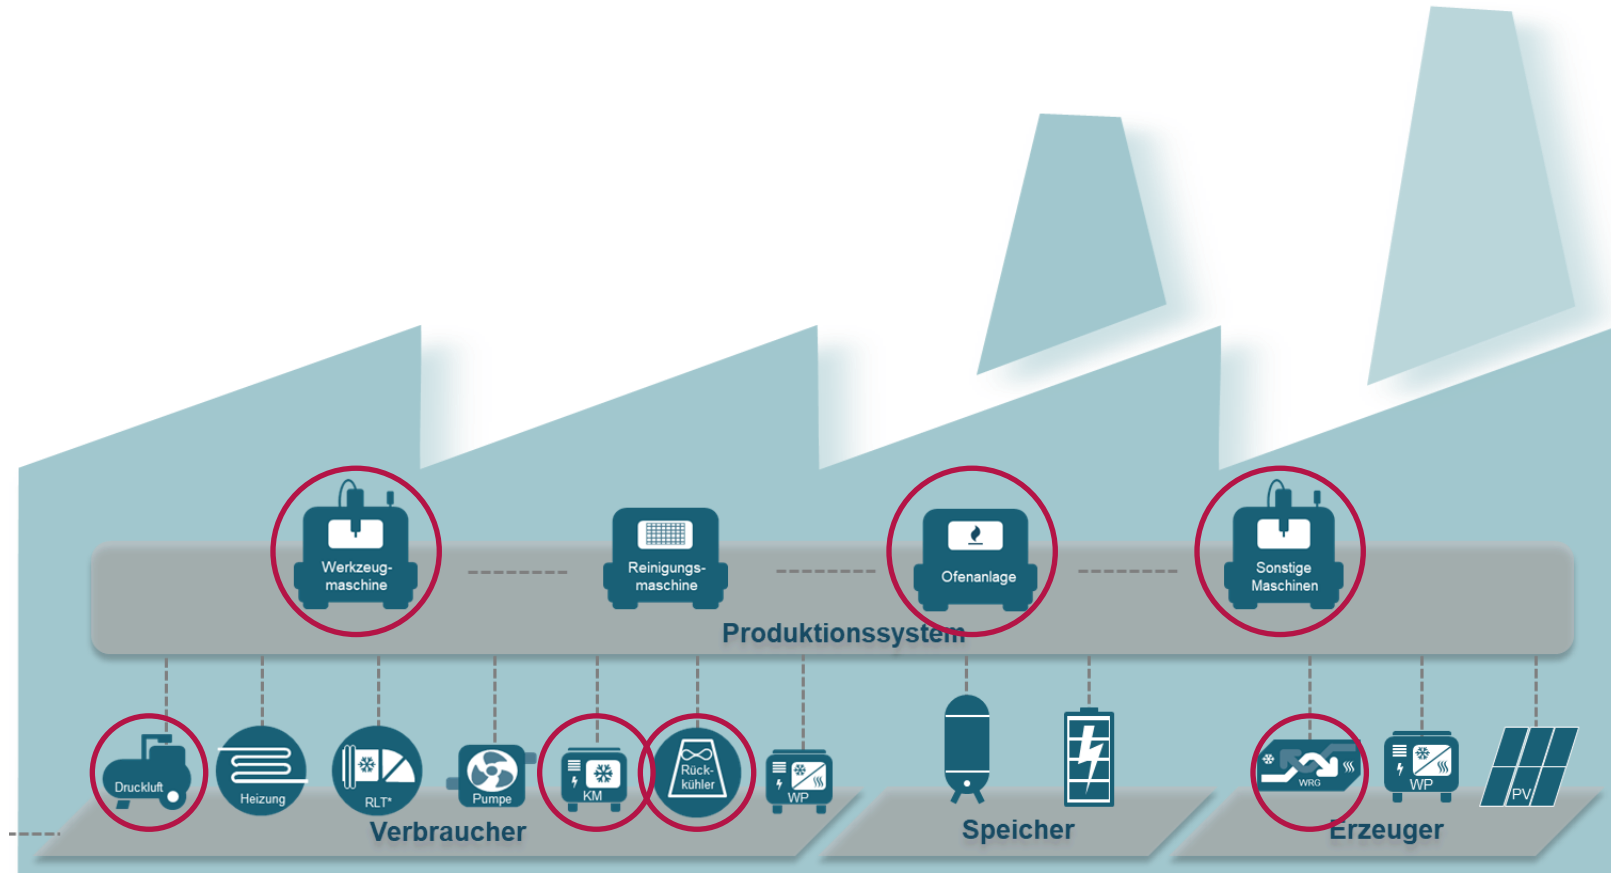 Werkzeug-
maschine
Reinigungs-
maschine
Ofenanlage
Sonstige
Maschinen
Produktionssystem
Druckluft
Heizung
RLT*
Pumpe
KM
Rück-
kühler
WP
WRG
WP
PV
Verbraucher
Speicher
Erzeuger